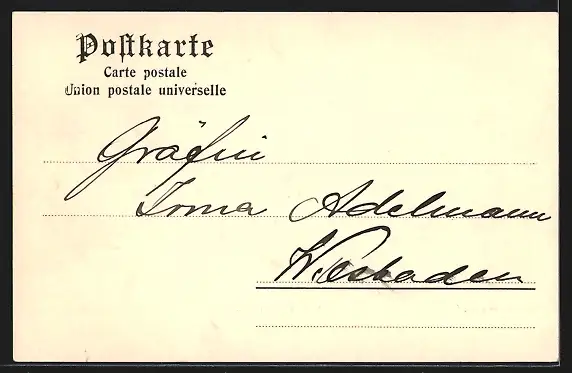 Postkarte
Carte postale
Union postale universelle
Gräfin
Irma Adelmann
Wiesbaden